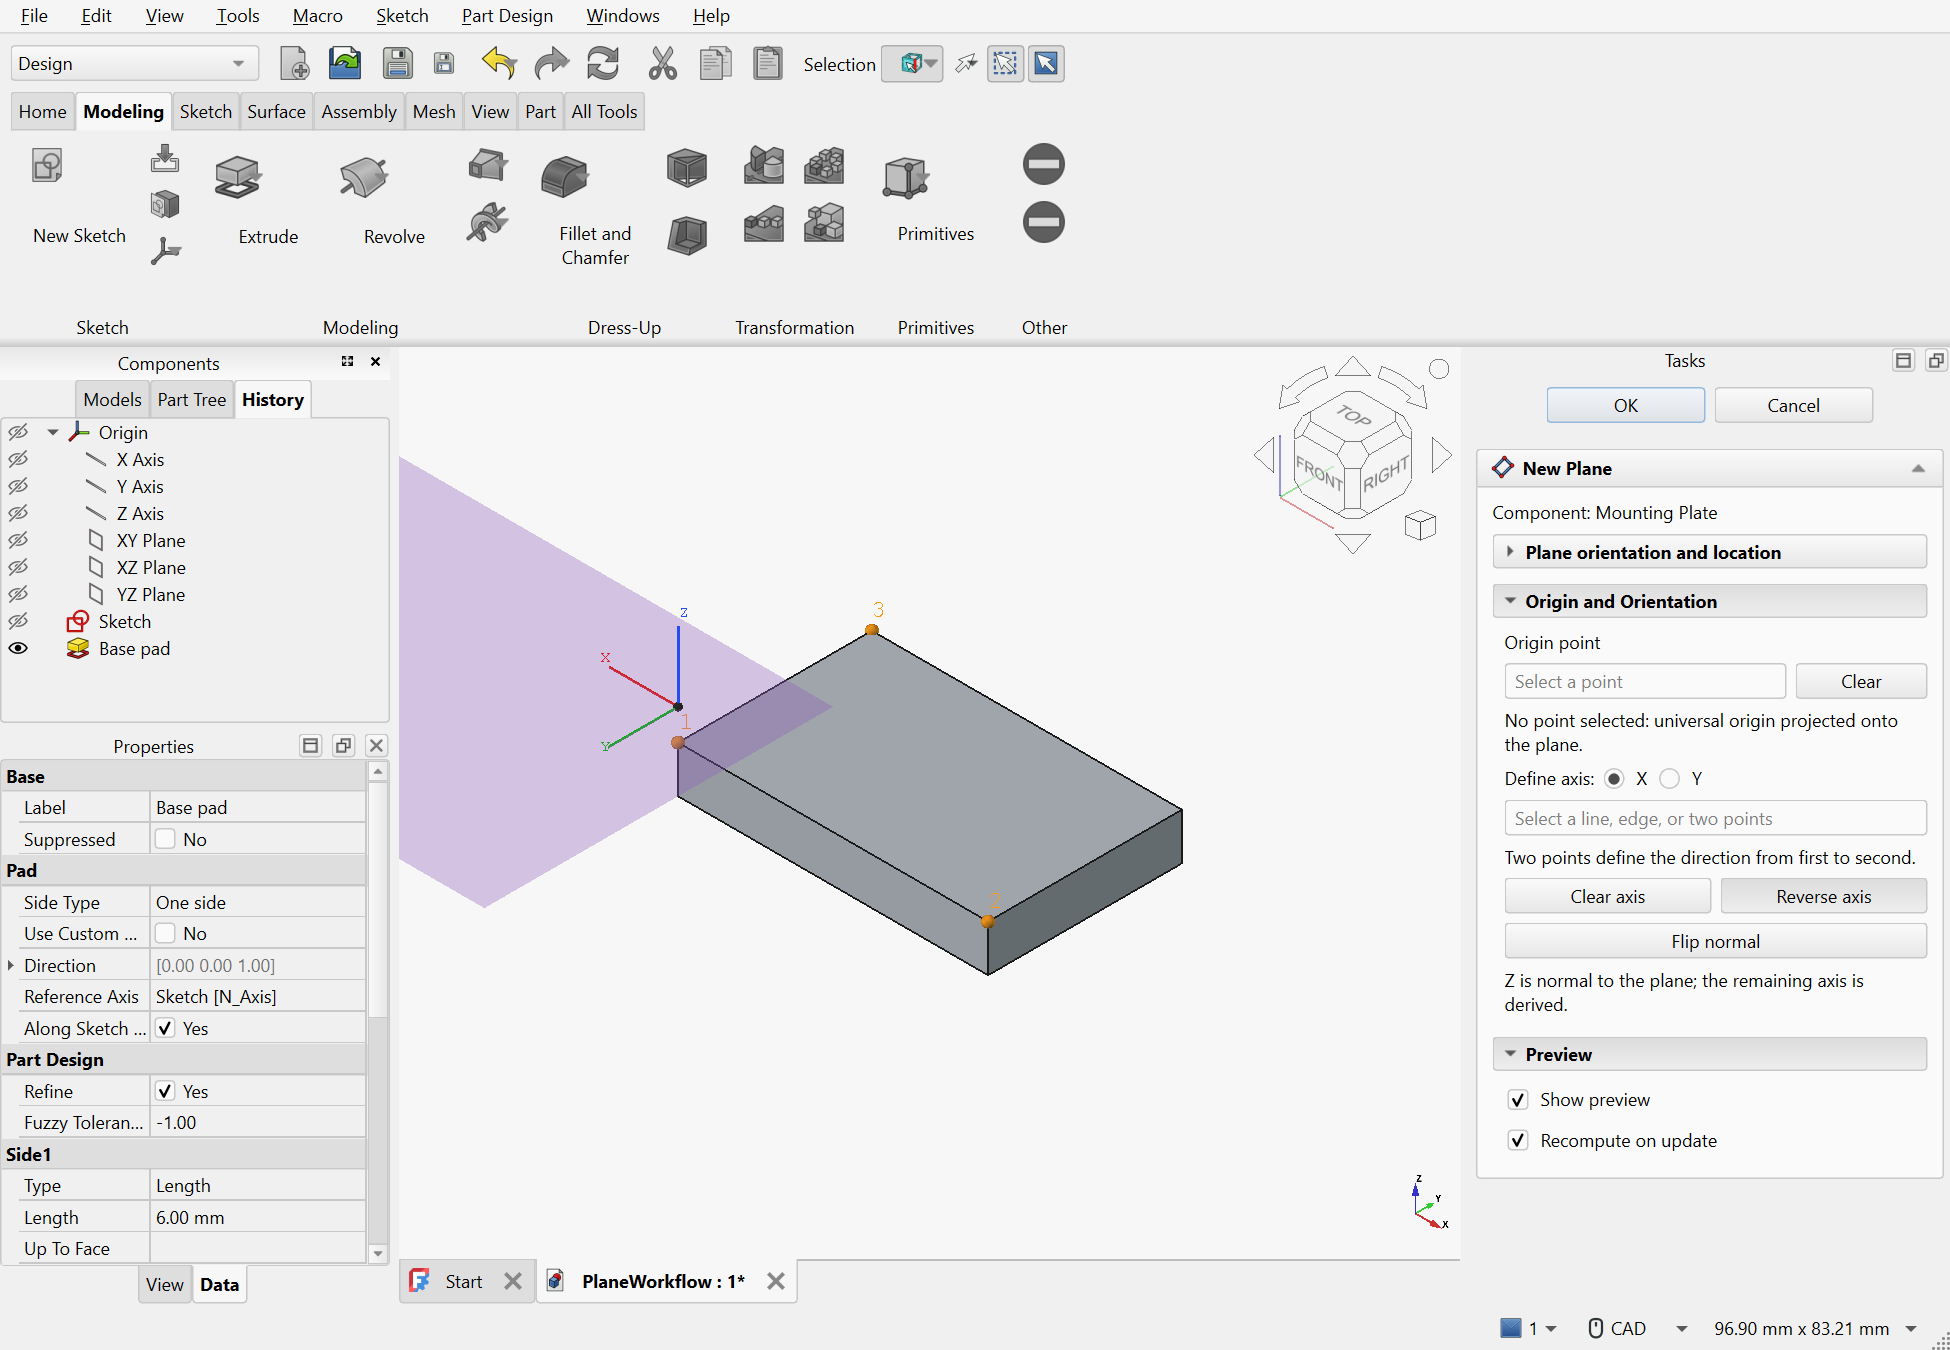 File Edit View Tools Macro Sketch Part Design Windows Help
Design
Selection
Home Modeling Sketch Surface Assembly Mesh View Part All Tools
New Sketch
Extrude
Revolve
Fillet and
Chamfer
Primitives
Sketch Modeling Dress-Up Transformation Primitives Other
Components
Models Part Tree History
Origin
X Axis
Y Axis
Z Axis
XY Plane
XZ Plane
YZ Plane
Sketch
Base pad
Properties
Base
Label Base pad
Suppressed No
Pad
Side Type One side
Use Custom ... No
Direction [0.00 0.00 1.00]
Reference Axis Sketch [N_Axis]
Along Sketch ... Yes
Part Design
Refine Yes
Fuzzy Toleran... -1.00
Side1
Type Length
Length 6.00 mm
Up To Face
View Data
TOP
FRONT
RIGHT
Z
X
Y
1
3
Z
Y
X
Start
PlaneWorkflow : 1*
Tasks
OK Cancel
New Plane
Component: Mounting Plate
Plane orientation and location
Origin and Orientation
Origin point
Select a point
Clear
No point selected: universal origin projected onto
the plane.
Define axis: X Y
Select a line, edge, or two points
Two points define the direction from first to second.
Clear axis Reverse axis
Flip normal
Z is normal to the plane; the remaining axis is
derived.
Preview
Show preview
Recompute on update
1 CAD 96.90 mm x 83.21 mm